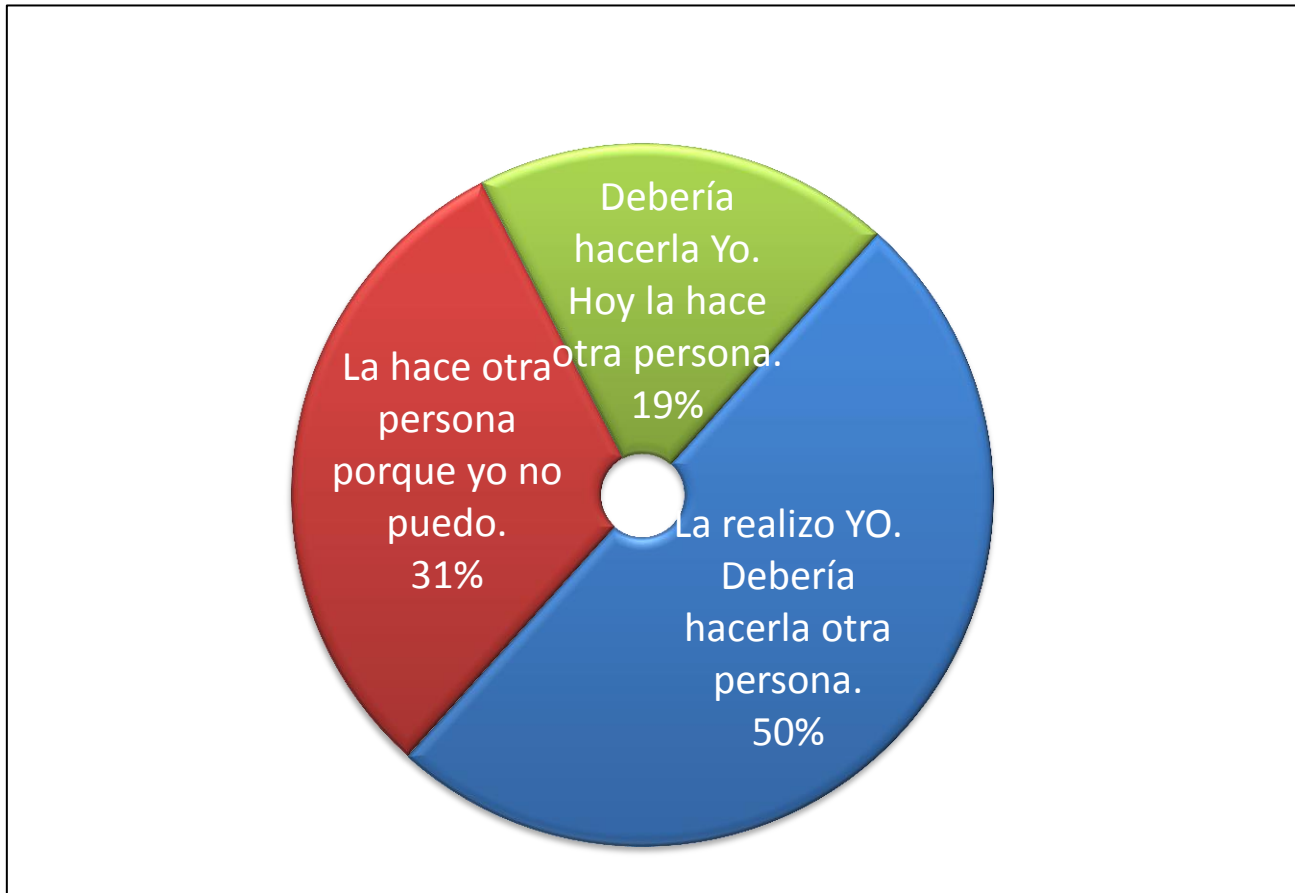 Debería
hacerla Yo.
Hoy la hace
otra persona.
19%
La hace otra
persona
porque yo no
puedo.
31%
La realizo YO.
Debería
hacerla otra
persona.
50%